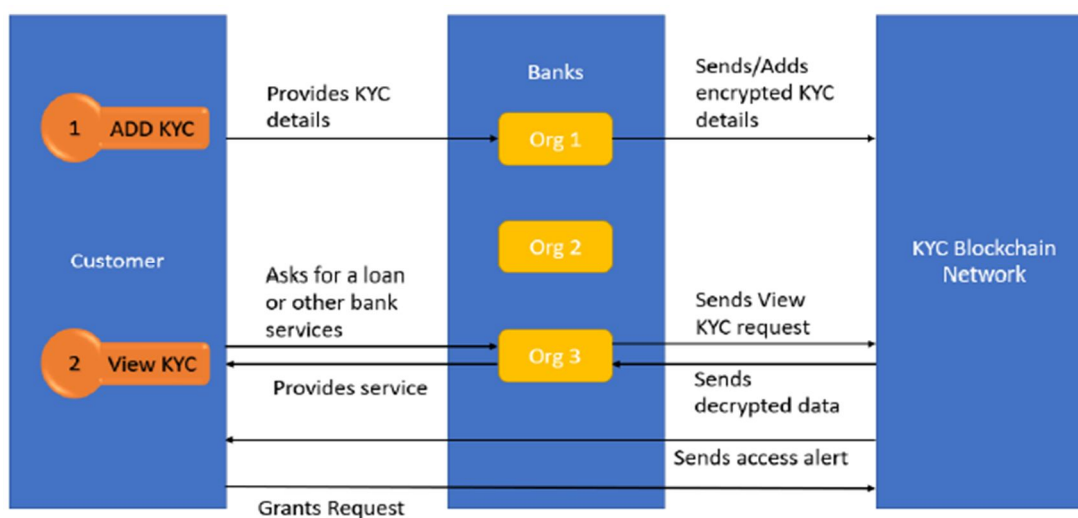 Banks
Provides KYC
details
Sends/Adds
encrypted KYC
details
1
ADD KYC
Org 1
Org 2
Customer
KYC Blockchain
Network
Asks for a loan
or other bank
services
Sends View
KYC request
2
View KYC
Org 3
Provides service
Sends
decrypted data
Sends access alert
Grants Request